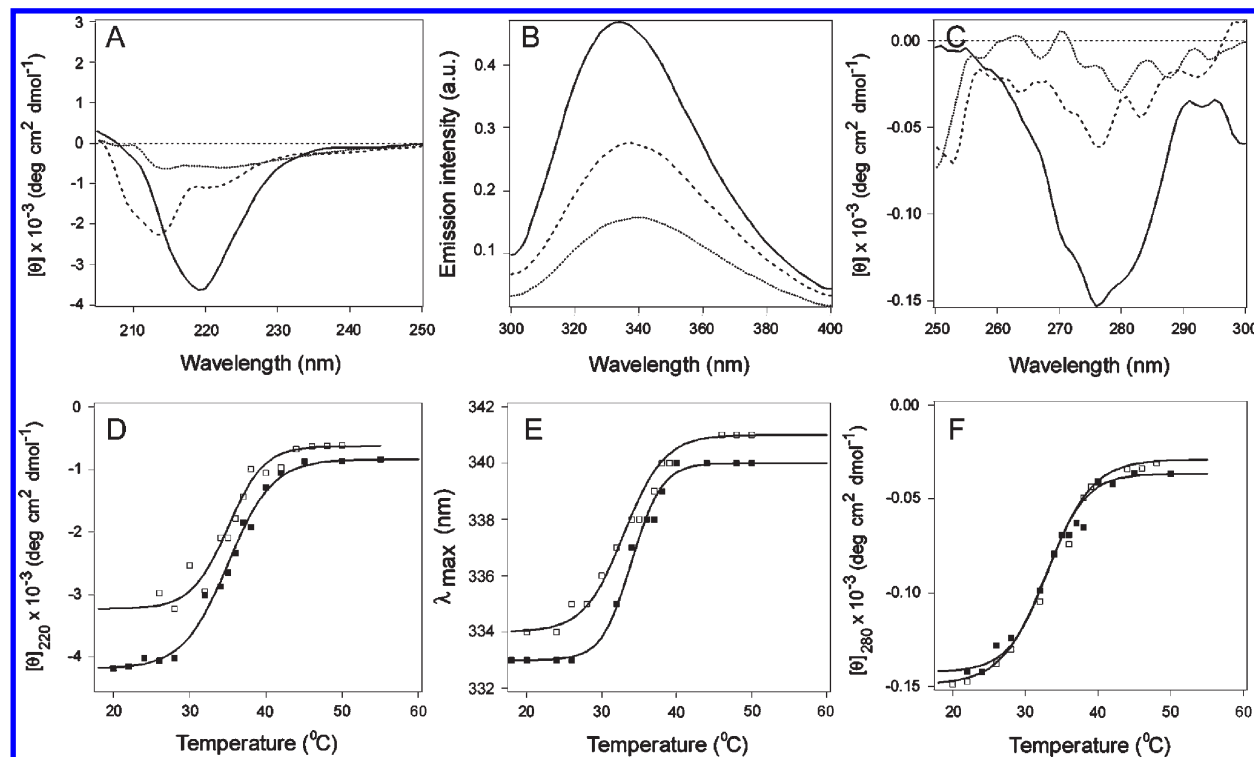 A
3
2
1
0
-1
-2
-3
-4
[θ] x 10⁻³ (deg cm² dmol⁻¹)
210 220 230 240 250
Wavelength (nm)
B
0.4
0.3
0.2
0.1
Emission intensity (a.u.)
300 320 340 360 380 400
Wavelength (nm)
C
0.00
-0.05
-0.10
-0.15
[θ] x 10⁻³ (deg cm² dmol⁻¹)
250 260 270 280 290 300
Wavelength (nm)
D
-0
-1
-2
-3
-4
[θ]₂₂₀ x 10⁻³ (deg cm² dmol⁻¹)
20 30 40 50 60
Temperature (⁰C)
E
342
340
338
336
334
332
λ max (nm)
20 30 40 50 60
Temperature (⁰C)
F
0.00
-0.05
-0.10
-0.15
[θ]₂₈₀ x 10⁻³ (deg cm² dmol⁻¹)
20 30 40 50 60
Temperature (⁰C)